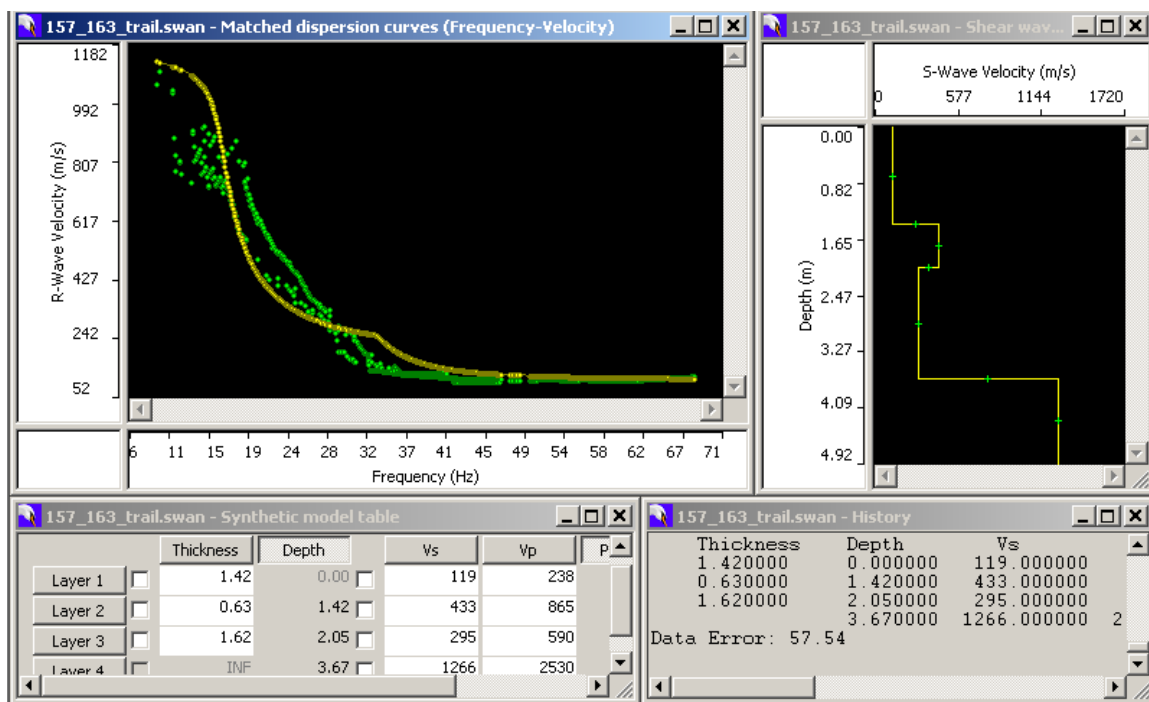 157_163_trail.swan - Matched dispersion curves (Frequency-Velocity)
1182
992
807
617
427
242
52
R-Wave Velocity (m/s)
6 11 15 19 24 28 32 37 41 45 49 54 58 62 67 71
Frequency (Hz)
157_163_trail.swan - Shear wav...
S-Wave Velocity (m/s)
0 577 1144 1720
0.00
0.82
1.65
2.47
3.27
4.09
4.92
Depth (m)
157_163_trail.swan - Synthetic model table
Thickness Depth Vs Vp P
Layer 1 1.42 0.00 119 238
Layer 2 0.63 1.42 433 865
Layer 3 1.62 2.05 295 590
Layer 4 INF 3.67 1266 2530
157_163_trail.swan - History
Thickness Depth Vs
1.420000 0.000000 119.000000
0.630000 1.420000 433.000000
1.620000 2.050000 295.000000
3.670000 1266.000000 2
Data Error: 57.54